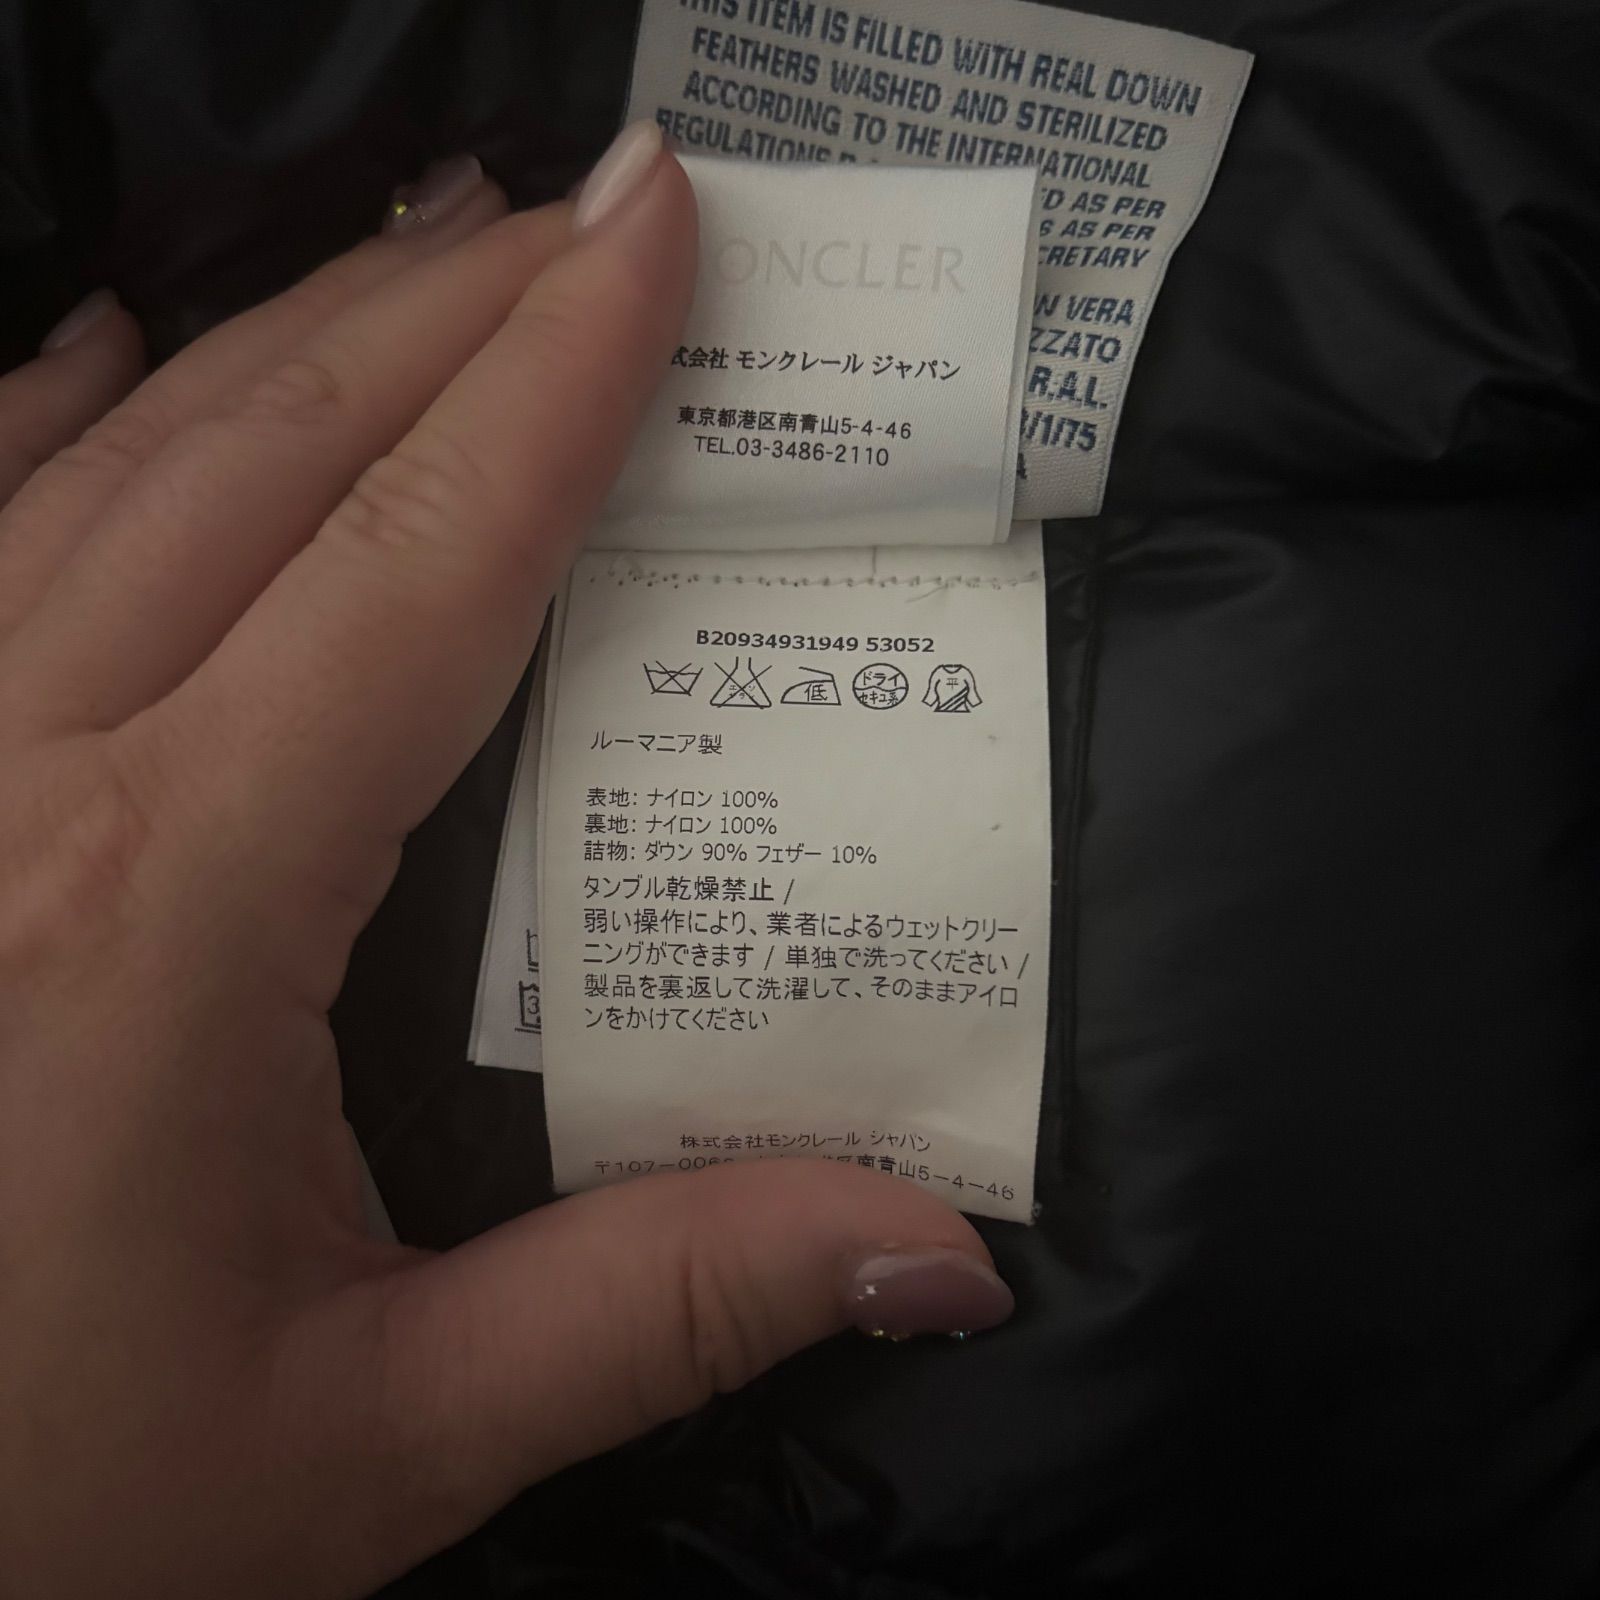 THIS ITEM IS FILLED WITH REAL DOWN
FEATHERS WASHED AND STERILIZED
ACCORDING TO THE INTERNATIONAL
REGULATIONS
AS PER
AS PER
VERA
R.A.L.
ONCLER
式会社 モンクレール ジャパン
東京都港区南青山5-4-46
TEL.03-3486-2110
B20934931949 53052
低
ドライ
セキユ系
平
ルーマニア製
表地: ナイロン 100%
裏地: ナイロン 100%
詰物: ダウン 90% フェザー 10%
タンブル乾燥禁止 /
弱い操作により、業者によるウェットクリー
ニングができます / 単独で洗ってください /
製品を裏返して洗濯して、そのままアイロ
ンをかけてください
株式会社モンクレール ジャパン
南青山5-4-46